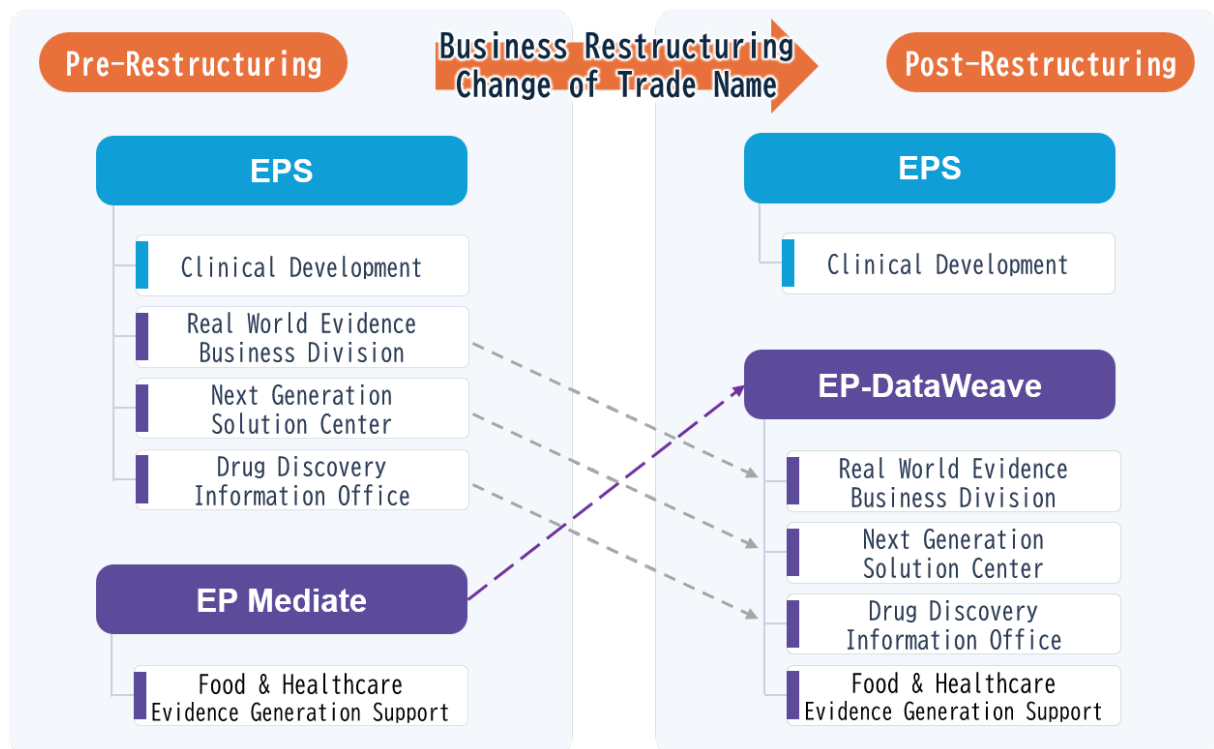 Pre-Restructuring
Business Restructuring
Change of Trade Name
Post-Restructuring
EPS
Clinical Development
Real World Evidence
Business Division
Next Generation
Solution Center
Drug Discovery
Information Office
EP Mediate
Food & Healthcare
Evidence Generation Support
EPS
Clinical Development
EP-DataWeave
Real World Evidence
Business Division
Next Generation
Solution Center
Drug Discovery
Information Office
Food & Healthcare
Evidence Generation Support